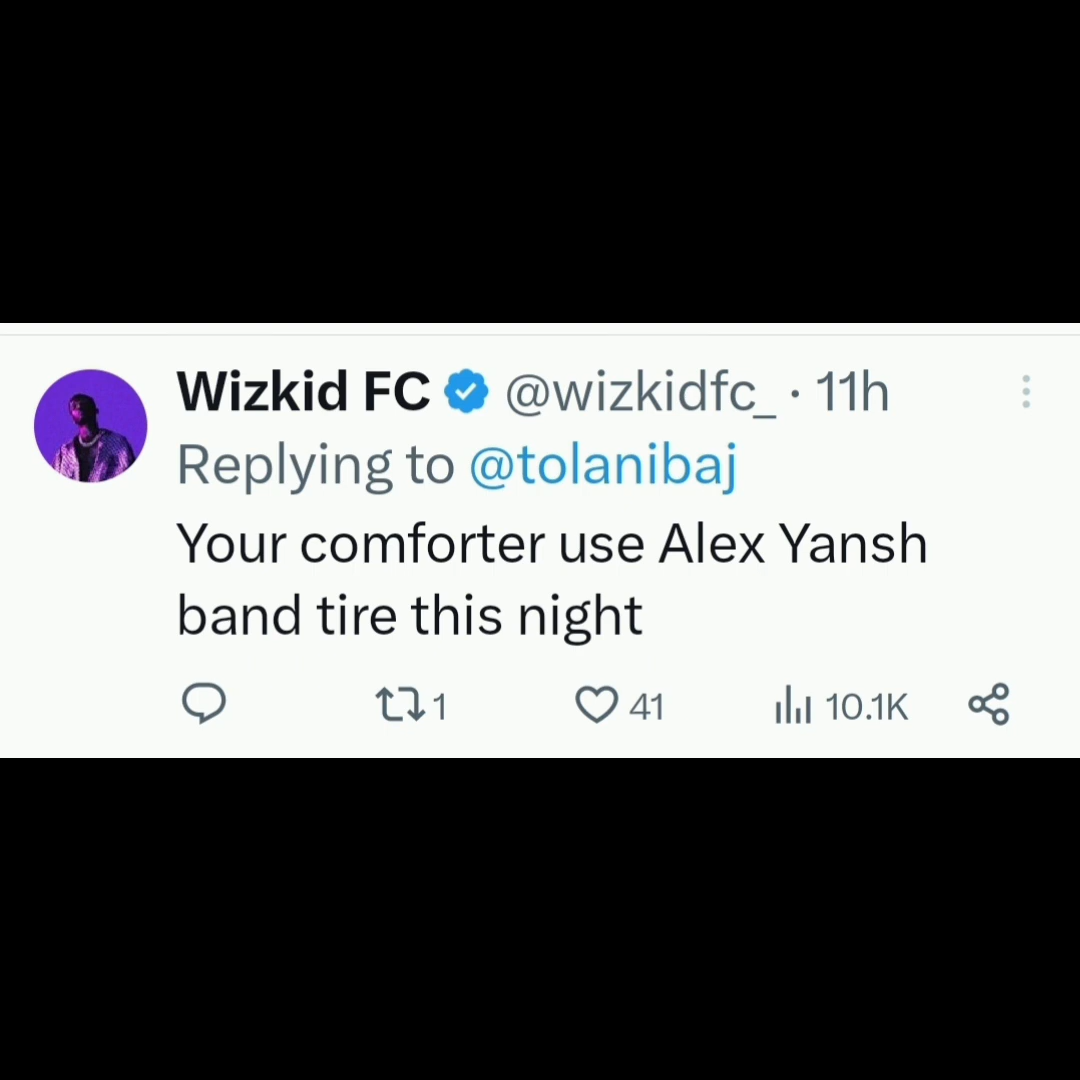 Wizkid FC @wizkidfc_ · 11h
Replying to @tolanibaj
Your comforter use Alex Yansh
band tire this night
1 41 10.1K